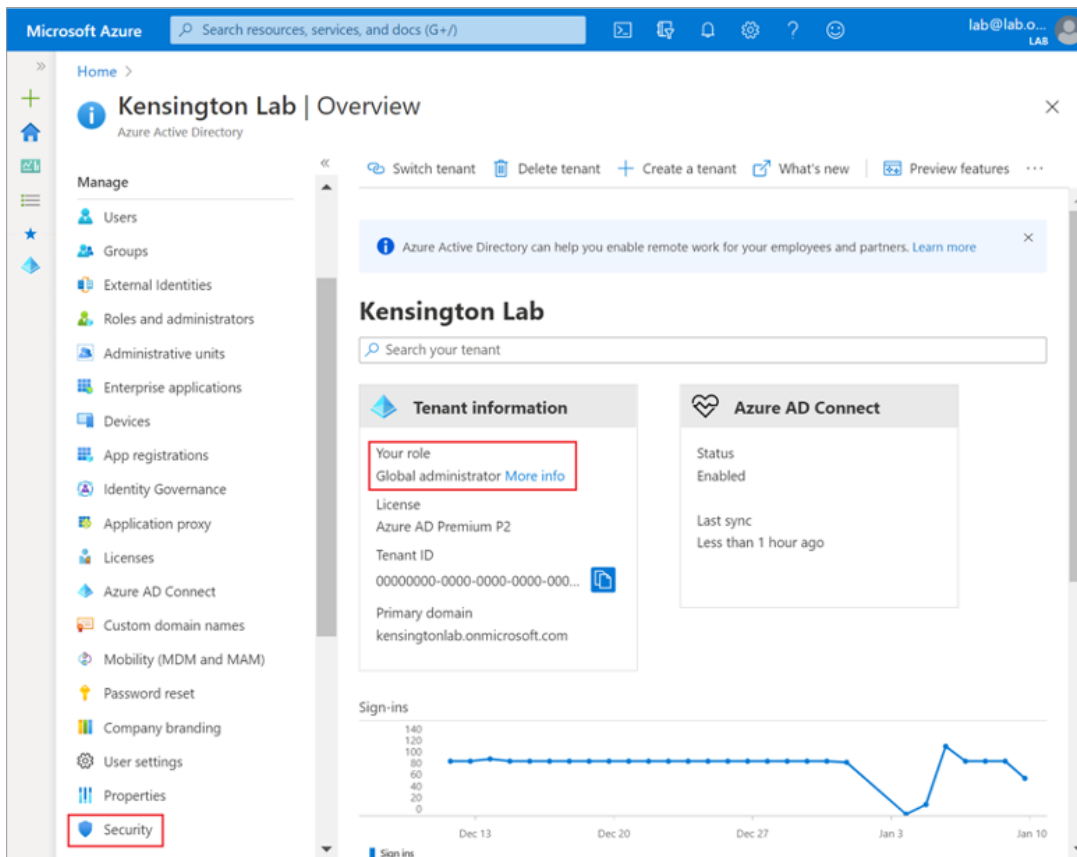 Microsoft Azure
Search resources, services, and docs (G+/)
lab@lab.o...
LAB
Home >
Kensington Lab | Overview
Azure Active Directory
Manage
Users
Groups
External Identities
Roles and administrators
Administrative units
Enterprise applications
Devices
App registrations
Identity Governance
Application proxy
Licenses
Azure AD Connect
Custom domain names
Mobility (MDM and MAM)
Password reset
Company branding
User settings
Properties
Security
Switch tenant Delete tenant Create a tenant What's new Preview features ...
Azure Active Directory can help you enable remote work for your employees and partners. Learn more
Kensington Lab
Search your tenant
Tenant information
Your role
Global administrator More info
License
Azure AD Premium P2
Tenant ID
00000000-0000-0000-0000-000...
Primary domain
kensingtonlab.onmicrosoft.com
Azure AD Connect
Status
Enabled
Last sync
Less than 1 hour ago
Sign-ins
140
120
100
80
60
40
20
0
Dec 13 Dec 20 Dec 27 Jan 3 Jan 10
Sign ins